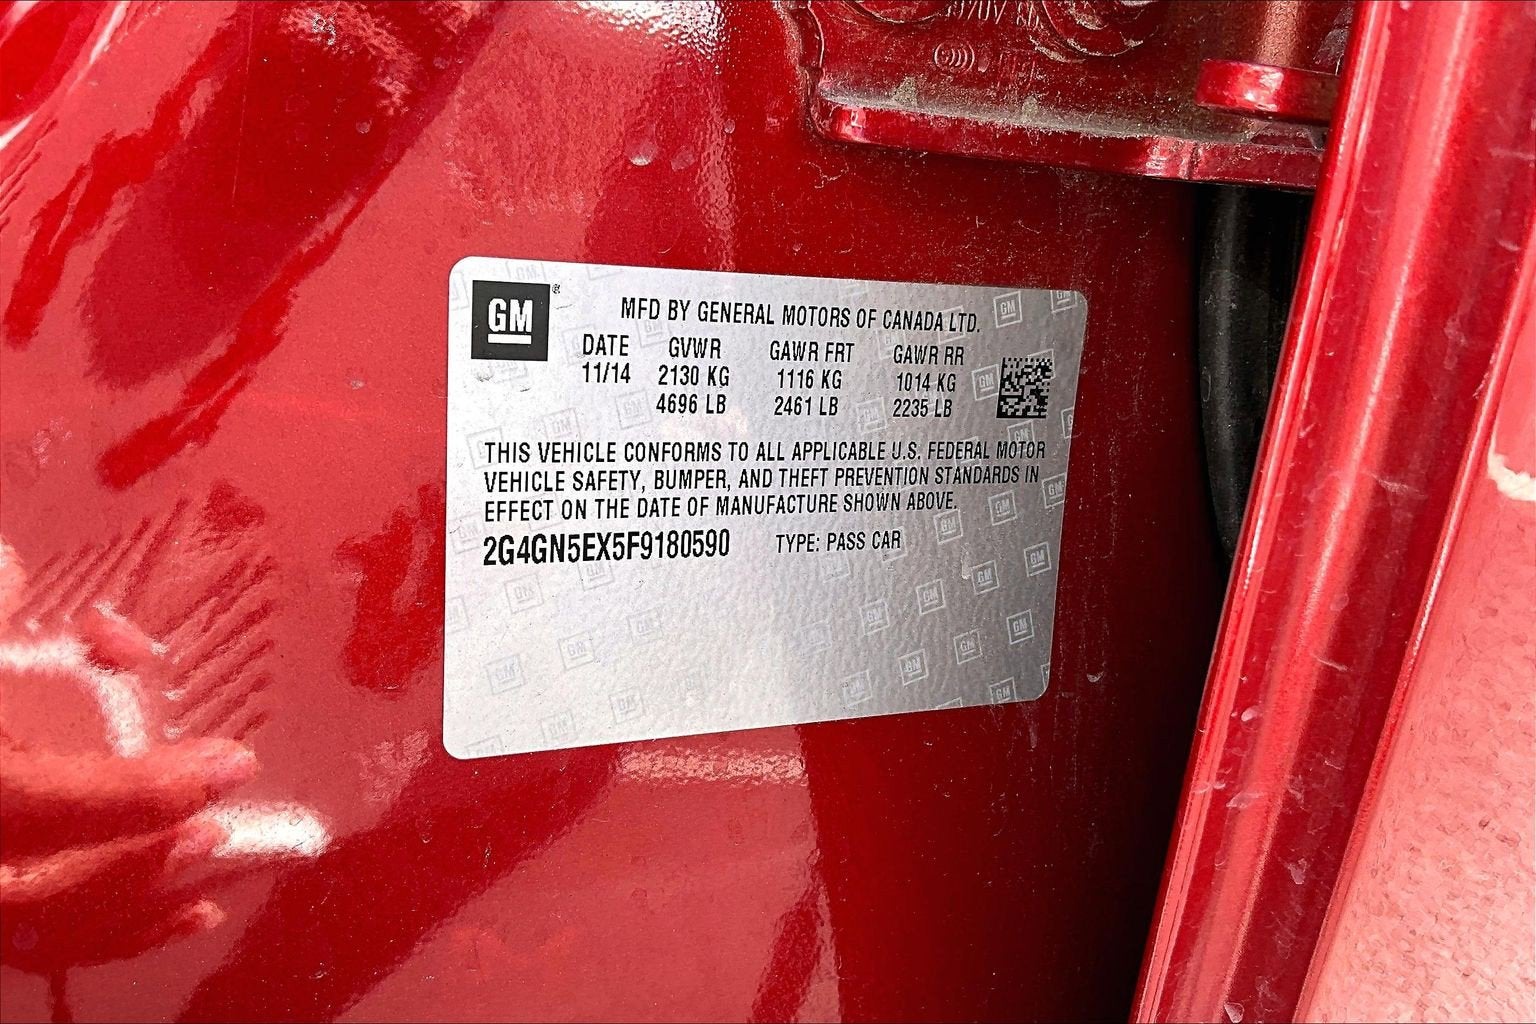 GM®
MFD BY GENERAL MOTORS OF CANADA LTD.
DATE GVWR GAWR FRT GAWR RR
11/14 2130 KG 1116 KG 1014 KG
4696 LB 2461 LB 2235 LB
THIS VEHICLE CONFORMS TO ALL APPLICABLE U.S. FEDERAL MOTOR
VEHICLE SAFETY, BUMPER, AND THEFT PREVENTION STANDARDS IN
EFFECT ON THE DATE OF MANUFACTURE SHOWN ABOVE.
2G4GN5EX5F9180590 TYPE: PASS CAR